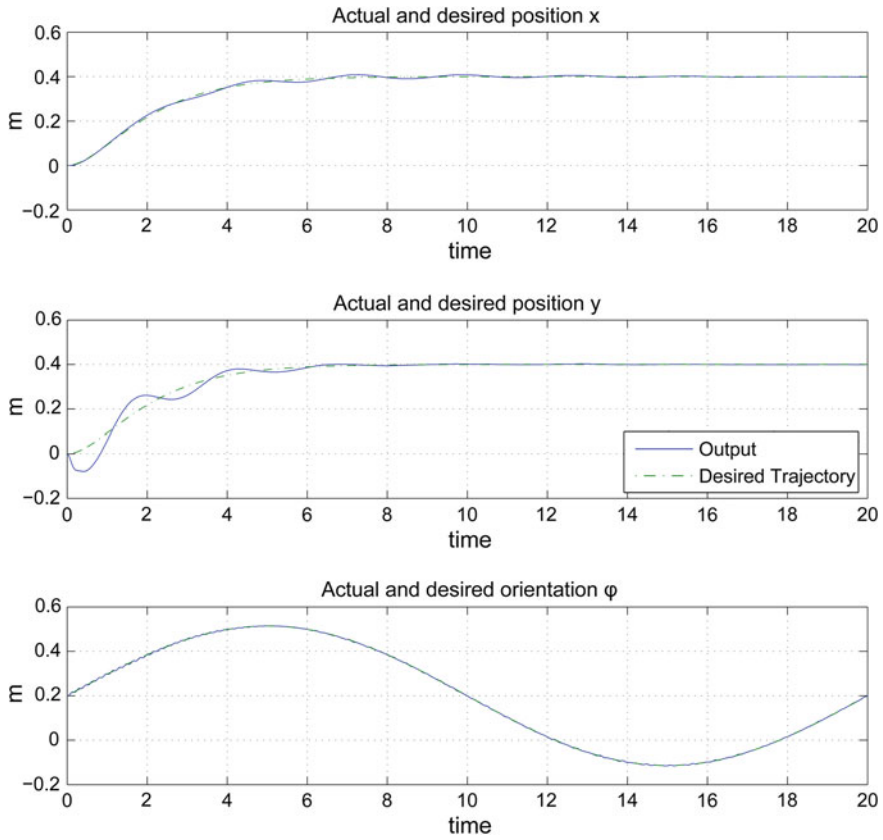 Actual and desired position x
0.6
0.4
0.2
0
−0.2
m
0 2 4 6 8 10 12 14 16 18 20
time
Actual and desired position y
0.6
0.4
0.2
0
−0.2
m
Output
Desired Trajectory
0 2 4 6 8 10 12 14 16 18 20
time
Actual and desired orientation φ
0.6
0.4
0.2
0
−0.2
m
0 2 4 6 8 10 12 14 16 18 20
time